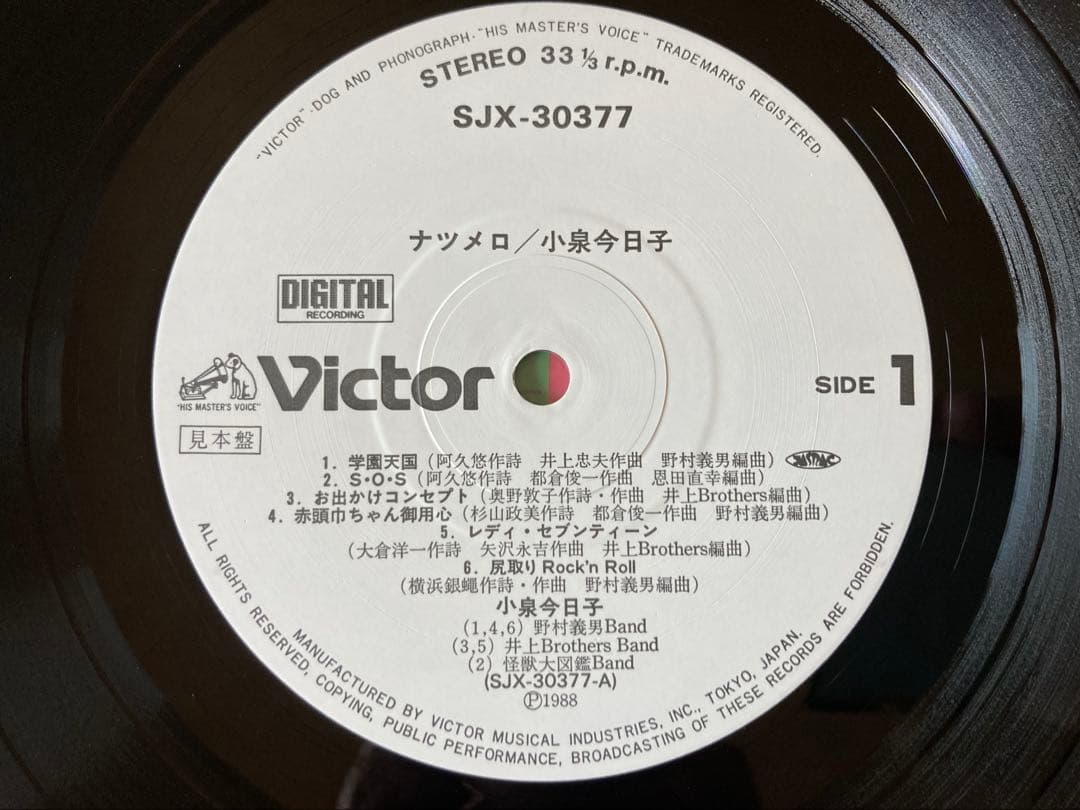 "VICTOR"·DOG AND PHONOGRAPH·"HIS MASTER'S VOICE" TRADEMARKS REGISTERED.
STEREO 33 1/3 r.p.m.
SJX-30377
ナツメロ/小泉今日子
DIGITAL
RECORDING
Victor
"HIS MASTER'S VOICE"
SIDE 1
見本盤
1. 学園天国(阿久悠作詩 井上忠夫作曲 野村義男編曲)
2. S・O・S(阿久悠作詩 都倉俊一作曲 恩田直幸編曲)
3. お出かけコンセプト(奥野敦子作詩・作曲 井上Brothers編曲)
4. 赤頭巾ちゃん御用心(杉山政美作詩 都倉俊一作曲 野村義男編曲)
5. レディ・セブンティーン
(大倉洋一作詩 矢沢永吉作曲 井上Brothers編曲)
6. 尻取りRock'n Roll
(横浜銀蠅作詩・作曲 野村義男編曲)
小泉今日子
(1,4,6) 野村義男Band
(3,5) 井上Brothers Band
(2) 怪獣大図鑑Band
(SJX-30377-A)
Ⓟ1988
MANUFACTURED BY VICTOR MUSICAL INDUSTRIES, INC., TOKYO, JAPAN.
ALL RIGHTS RESERVED, COPYING, PUBLIC PERFORMANCE, BROADCASTING OF THESE RECORDS ARE FORBIDDEN.